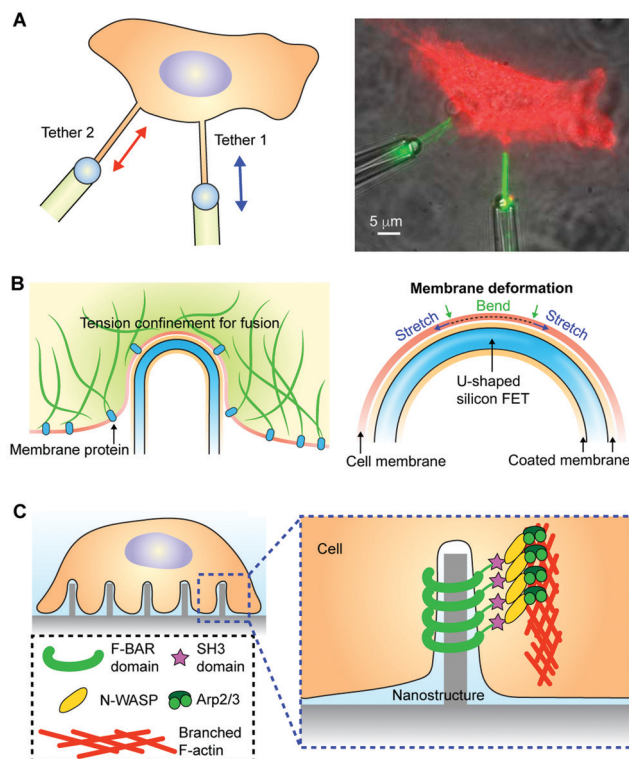 A
Tether 2
Tether 1
5 μm
B
Tension confinement for fusion
Membrane protein
Membrane deformation
Bend
Stretch
Stretch
U-shaped
silicon FET
Cell membrane
Coated membrane
C
F-BAR
domain
SH3
domain
N-WASP
Arp2/3
Branched
F-actin
Cell
Nanostructure